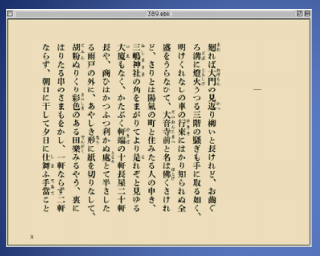 389.ebk
一
廻れば大門の見返り柳いと長けれど、お歯ぐ
ろ溝に燈火うつる三階の騷ぎも手に取る如く、
明けくれなしの車の行來にはかり知られぬ全
盛をうらなひて、大音寺前と名は佛くさけれ
ど、さりとは陽氣の町と住みたる人の申き、
三嶋神社の角をまがりてより是れぞと見ゆる
大厦もなく、かたぶく軒端の十軒長屋二十軒
長や、商ひはかつふつ利かぬ處とて半さした
る雨戸の外に、あやしき形に紙を切りなして、
胡粉ぬりくり彩色のある田樂みるやう、裏に
はりたる串のさまもをかし、一軒ならず二軒
ならず、朝日に干して夕日に仕舞ふ手當こと